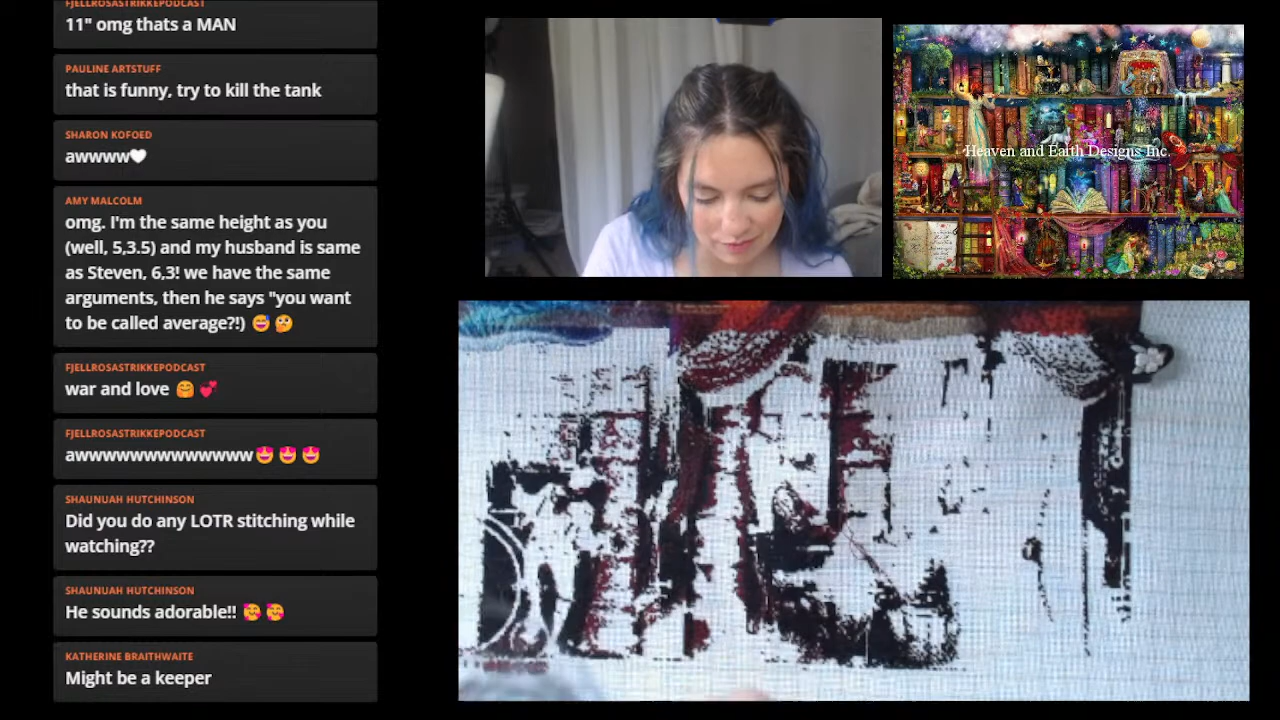 FJELLROSASTRIKKEPODCAST
11" omg thats a MAN
PAULINE ARTSTUFF
that is funny, try to kill the tank
SHARON KOFOED
awwww🤍
AMY MALCOLM
omg. I'm the same height as you
(well, 5,3.5) and my husband is same
as Steven, 6,3! we have the same
arguments, then he says "you want
to be called average?!) 😅 🤔
FJELLROSASTRIKKEPODCAST
war and love 🤗 💕
FJELLROSASTRIKKEPODCAST
awwwwwwwwwwwww😍 😍 😍
SHAUNUAH HUTCHINSON
Did you do any LOTR stitching while
watching??
SHAUNUAH HUTCHINSON
He sounds adorable!! 🥰 🥰
KATHERINE BRAITHWAITE
Might be a keeper
Heaven and Earth Designs Inc.